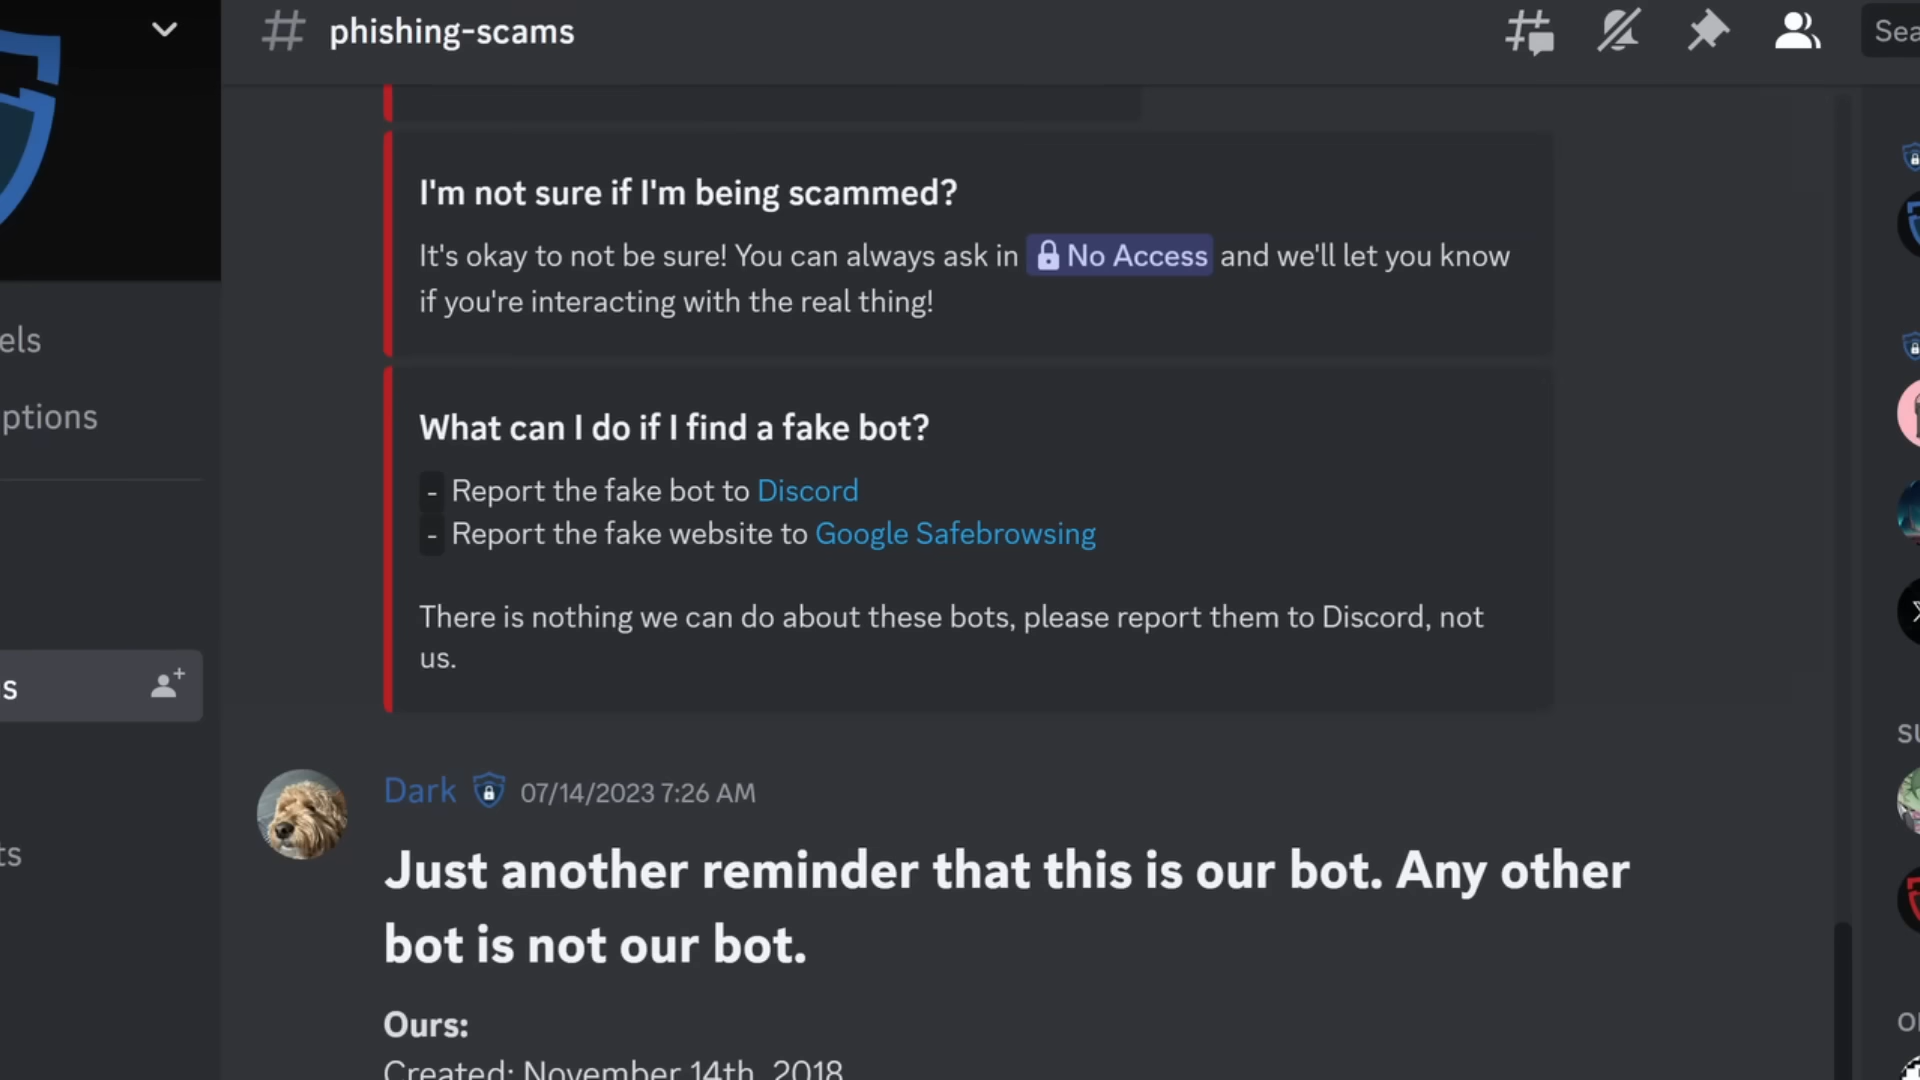 phishing-scams
Sea
I'm not sure if I'm being scammed?
It's okay to not be sure! You can always ask in No Access and we'll let you know
if you're interacting with the real thing!
els
ptions
What can I do if I find a fake bot?
- Report the fake bot to Discord
- Report the fake website to Google Safebrowsing
There is nothing we can do about these bots, please report them to Discord, not
us.
s
ts
Dark 07/14/2023 7:26 AM
Just another reminder that this is our bot. Any other
bot is not our bot.
Ours:
Created: November 14th, 2018